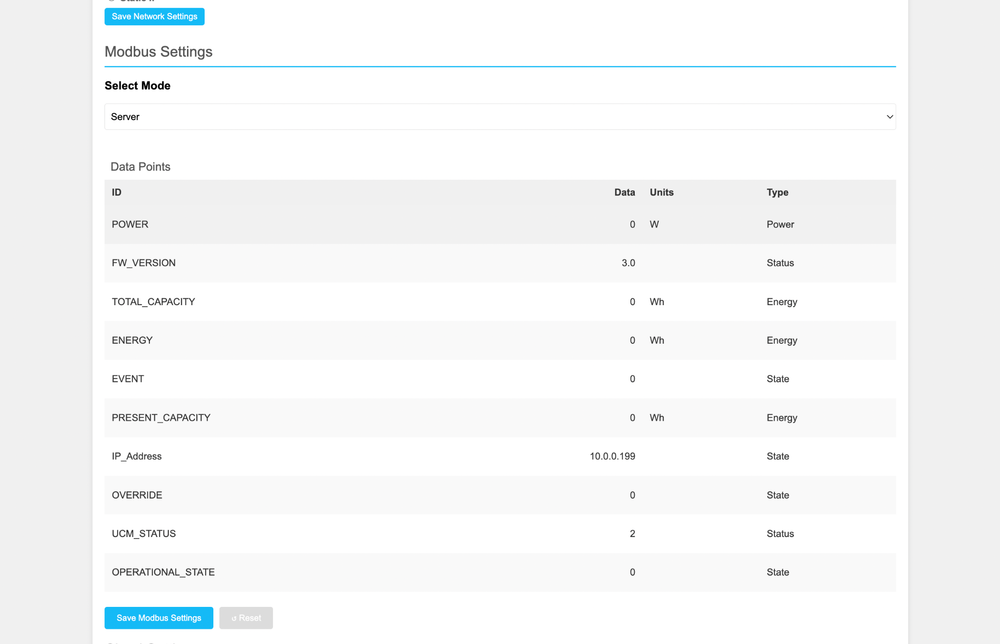 Save Network Settings
Modbus Settings
Select Mode
Server
Data Points
ID Data Units Type
POWER 0 W Power
FW_VERSION 3.0 Status
TOTAL_CAPACITY 0 Wh Energy
ENERGY 0 Wh Energy
EVENT 0 State
PRESENT_CAPACITY 0 Wh Energy
IP_Address 10.0.0.199 State
OVERRIDE 0 State
UCM_STATUS 2 Status
OPERATIONAL_STATE 0 State
Save Modbus Settings ↺ Reset